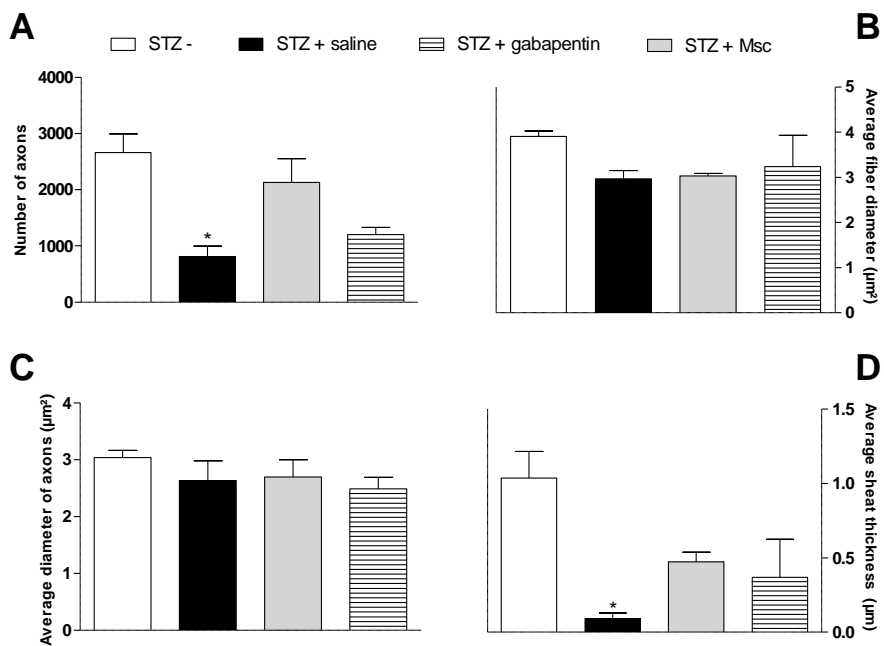 A
B
STZ -
STZ + saline
STZ + gabapentin
STZ + Msc
Number of axons
4000
3000
2000
1000
0
*
5
4
3
2
1
0
Average fiber diameter (µm²)
C
D
Average diameter of axons (µm²)
4
3
2
1
0
1.5
1.0
0.5
0.0
*
Average sheat thickness (µm)